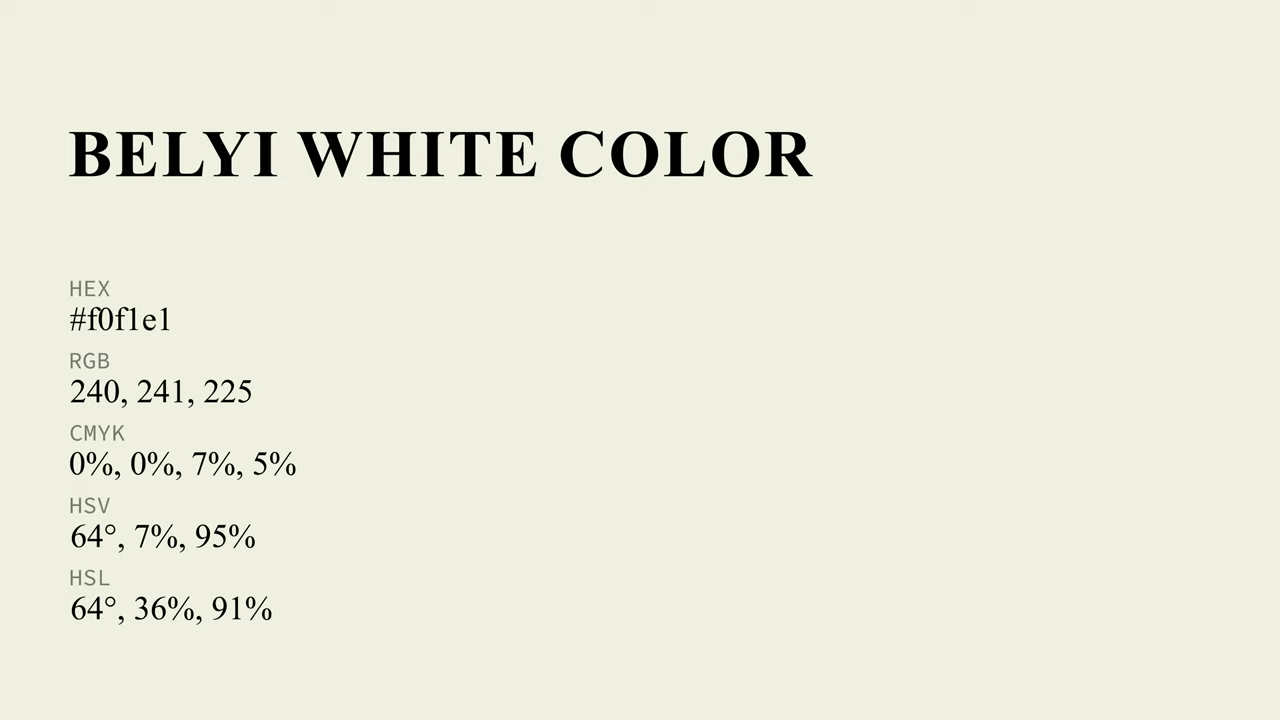 BELYI WHITE COLOR
HEX
#f0f1e1
RGB
240, 241, 225
CMYK
0%, 0%, 7%, 5%
HSV
64°, 7%, 95%
HSL
64°, 36%, 91%